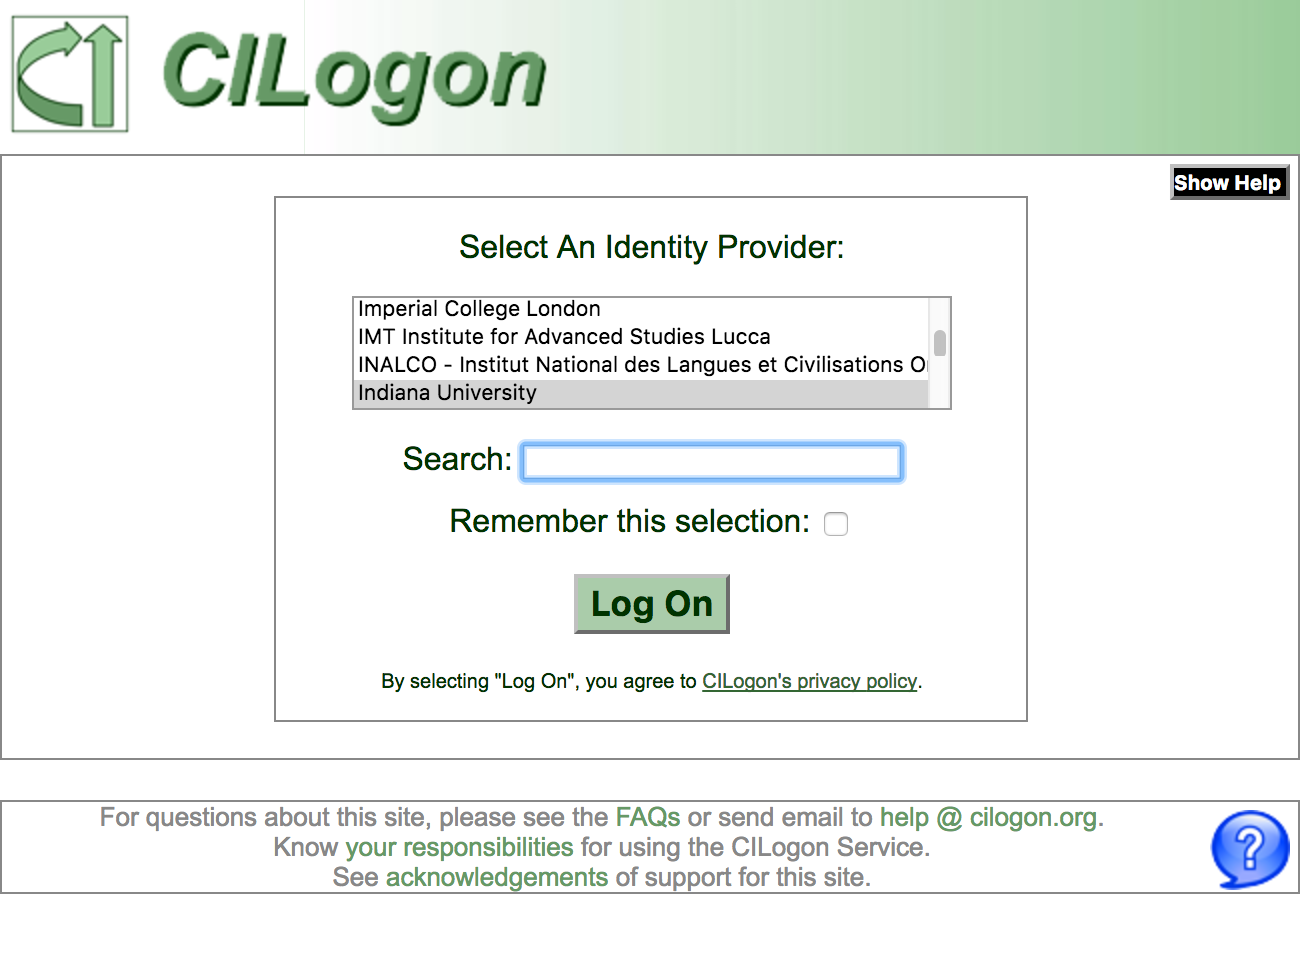 CILogon
Show Help
Select An Identity Provider:
Imperial College London
IMT Institute for Advanced Studies Lucca
INALCO - Institut National des Langues et Civilisations O
Indiana University
Search:
Remember this selection:
Log On
By selecting "Log On", you agree to CILogon's privacy policy.
For questions about this site, please see the FAQs or send email to help @ cilogon.org.
Know your responsibilities for using the CILogon Service.
See acknowledgements of support for this site.